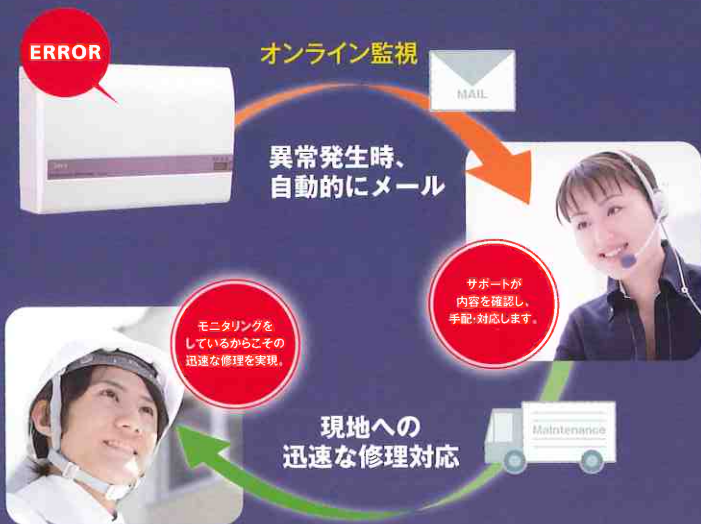 ERROR
オンライン監視
MAIL
異常発生時、
自動的にメール
サポートが
内容を確認し、
手配・対応します。
モニタリングを
しているからこその
迅速な修理を実現。
Maintenance
現地への
迅速な修理対応